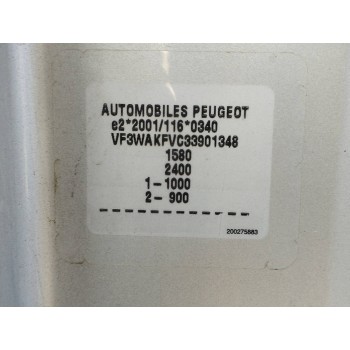 AUTOMOBILES PEUGEOT
e2*2001/116*0340
VF3WAKFVC33901348
1580
2400
1- 1000
2- 900
200275883